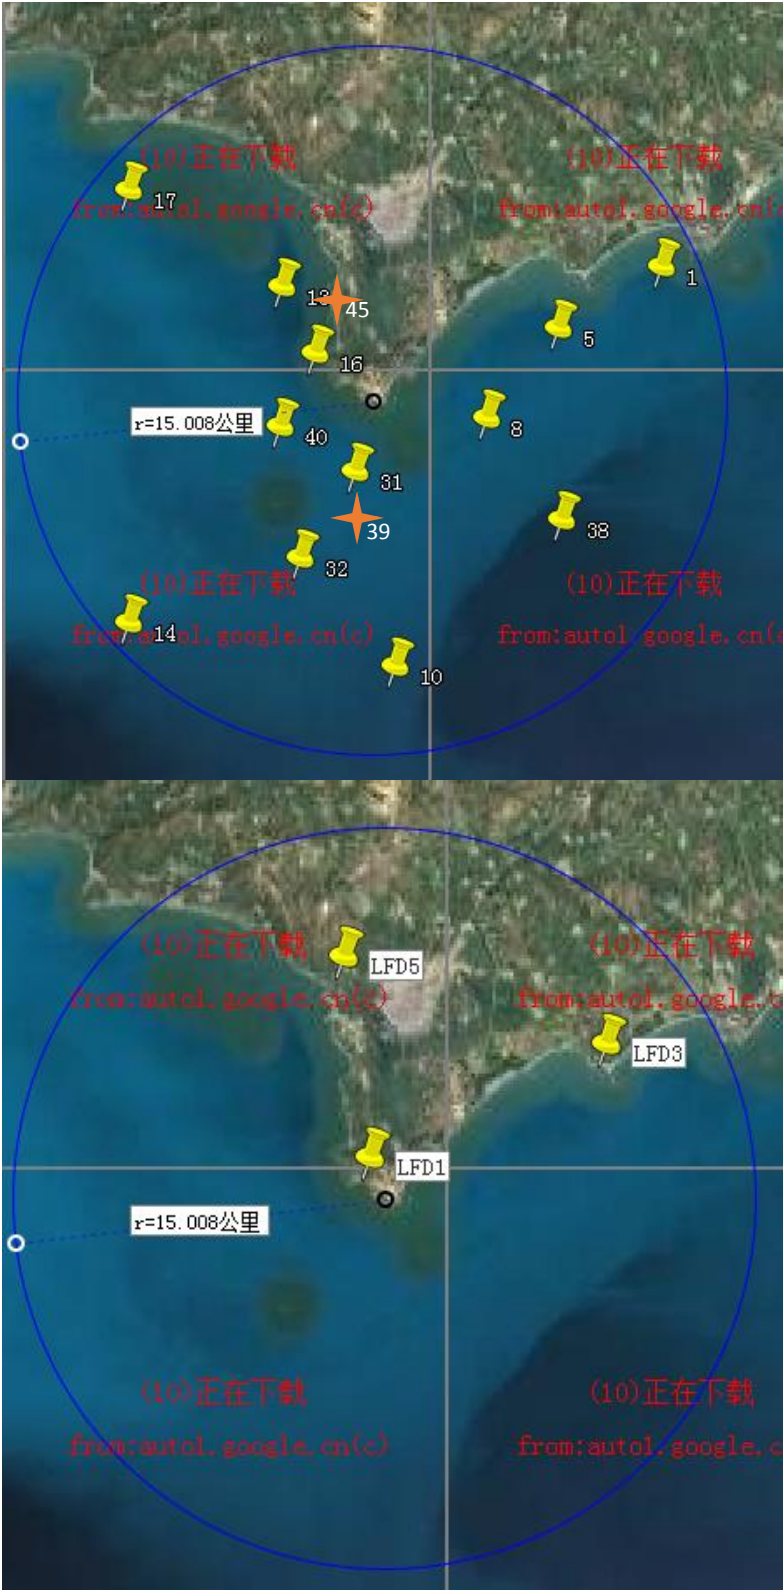 (10)正在下载
(10)正在下载
17
from:autol.google.cn(c)
from:autol.google.cn(c
1
45
5
16
r=15.008公里
40
8
31
39
38
32
(10)正在下载
(10)正在下载
14
from:autol.google.cn(c)
from:autol.google.cn(c
10
(10)正在下载
(10)正在下载
LFD5
from:autol.google.cn(c)
from:autol.google.c
LFD3
LFD1
r=15.008公里
(10)正在下载
(10)正在下载
from:autol.google.cn(c)
from:autol.google.c